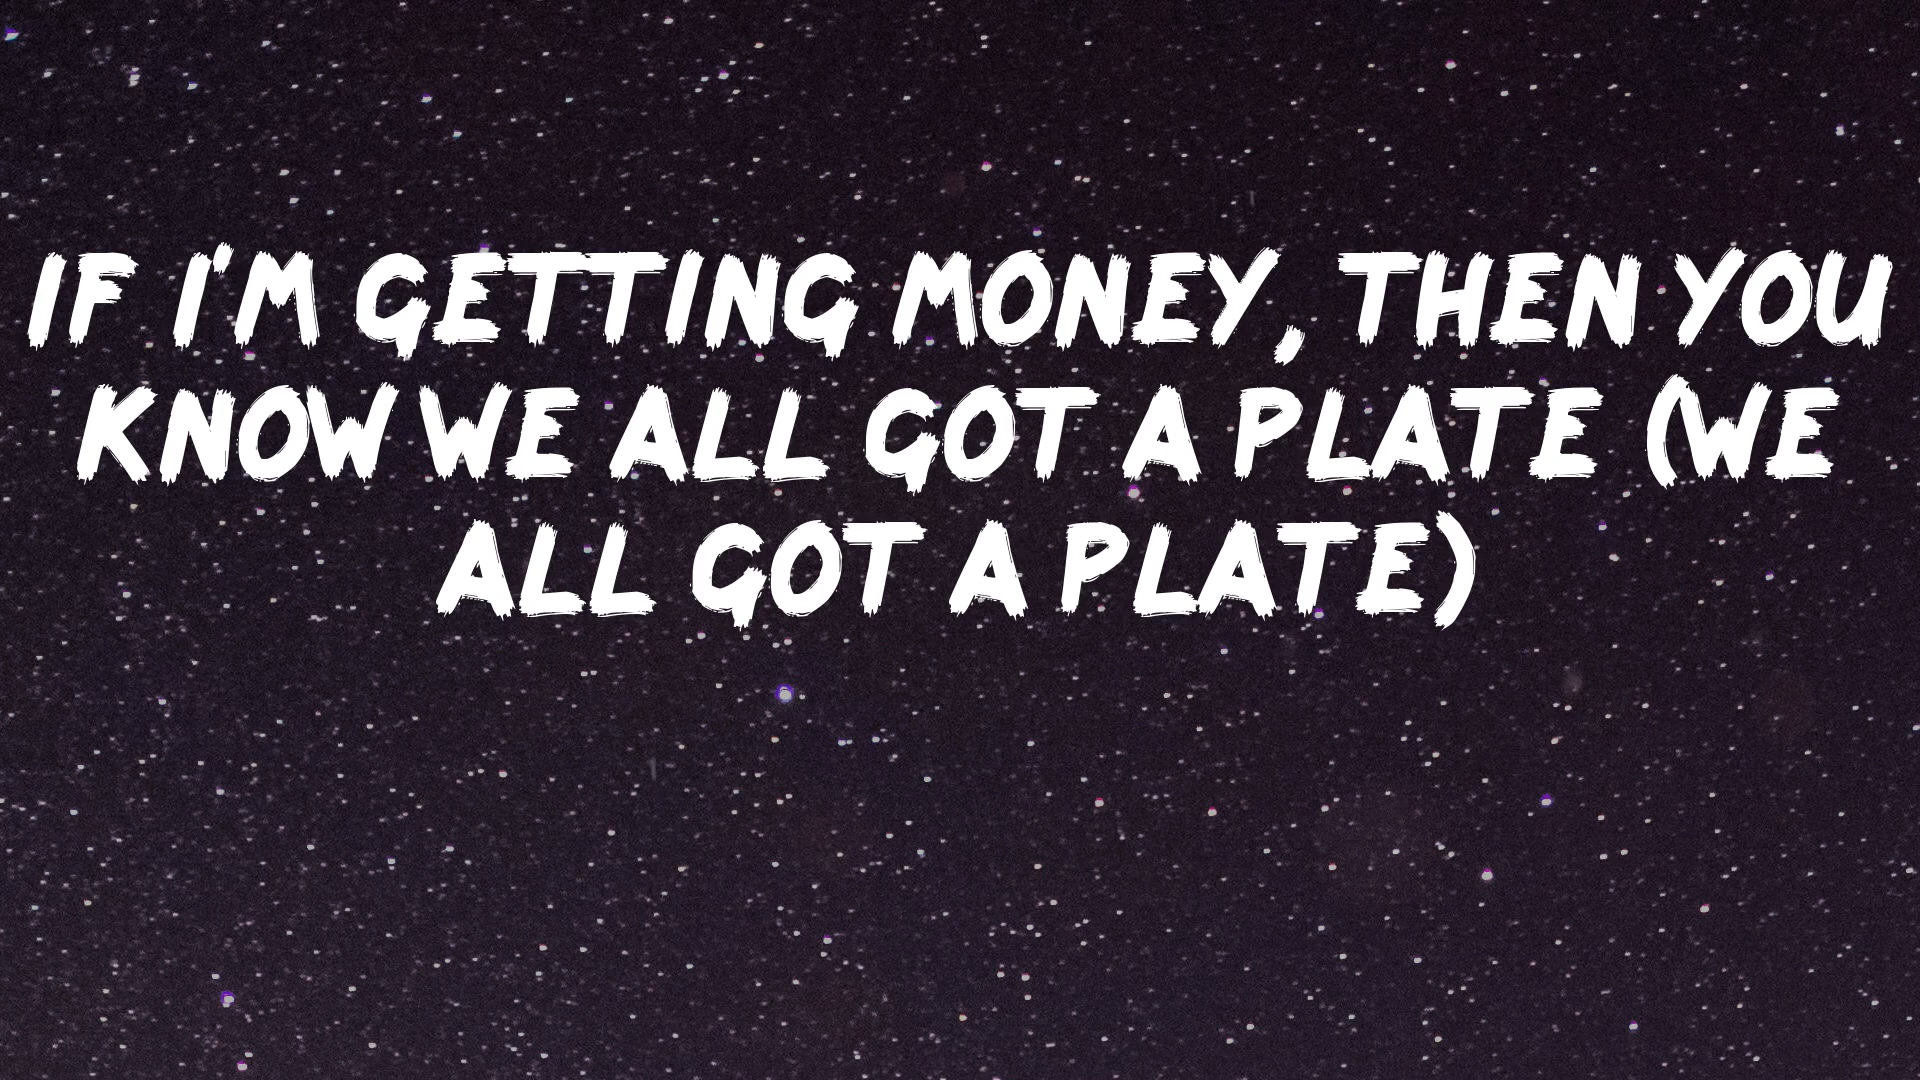 IF I'M GETTING MONEY, THEN YOU
KNOW WE ALL GOT A PLATE (WE
ALL GOT A PLATE)